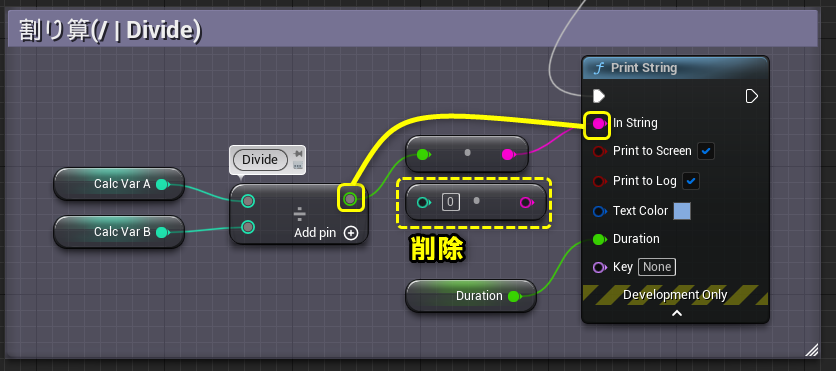 割り算(/ | Divide)
Print String
In String
Divide
Print to Screen
Calc Var A
Print to Log
0
Text Color
Calc Var B
Add pin
削除
Duration
Key None
Duration
Development Only